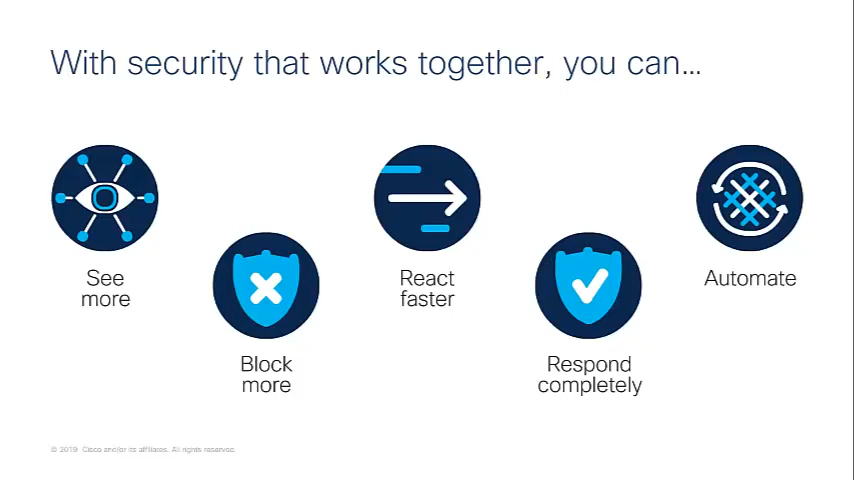 With security that works together, you can...
See
more
Block
more
React
faster
Respond
completely
Automate
© 2019 Cisco and/or its affiliates. All rights reserved.